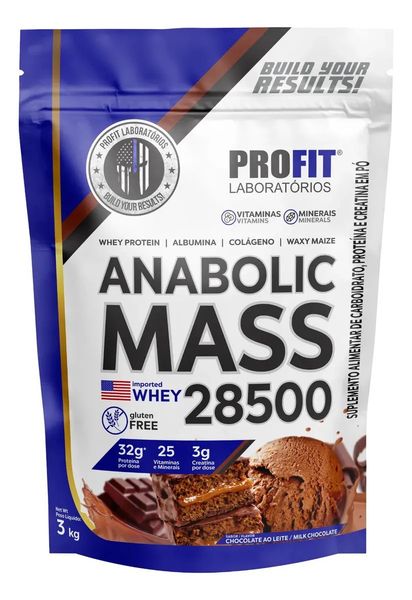 BUILD YOUR
RESULTS!
PROFIT LABORATÓRIOS
BUILD YOUR RESULTS!
PROFIT®
LABORATÓRIOS
VITAMINAS
VITAMINS
MINERAIS
MINERALS
WHEY PROTEIN | ALBUMINA | COLÁGENO | WAXY MAIZE
ANABOLIC
MASS
28500
imported
WHEY
gluten
FREE
32g*
Proteína
por dose
25
Vitaminas
e Minerais
3g
Creatina
por dose
SUPLEMENTO ALIMENTAR DE CARBOIDRATO, PROTEÍNA E CREATINA EM PÓ
Net Wt
Peso Líquido:
3 kg
SABOR / FLAVOR
CHOCOLATE AO LEITE / MILK CHOCOLATE